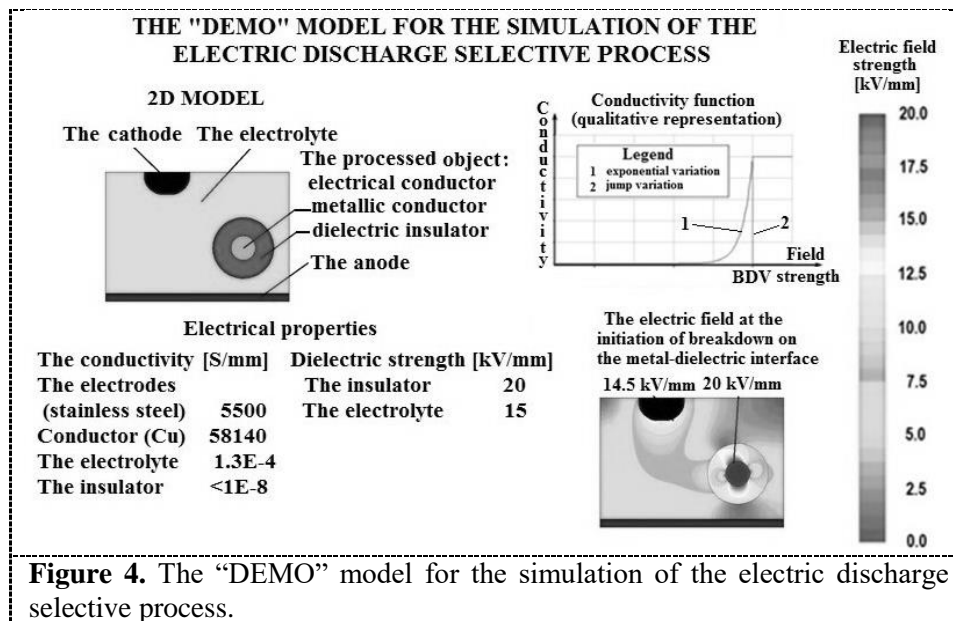 THE "DEMO" MODEL FOR THE SIMULATION OF THE
ELECTRIC DISCHARGE SELECTIVE PROCESS
2D MODEL
The cathode The electrolyte
The processed object:
electrical conductor
metallic conductor
dielectric insulator
The anode
Conductivity
Conductivity function
(qualitative representation)
Legend
1 exponential variation
2 jump variation
1 2
Field
BDV strength
Electric field
strength
[kV/mm]
20.0
17.5
15.0
12.5
10.0
7.5
5.0
2.5
0.0
Electrical properties
The conductivity [S/mm] Dielectric strength [kV/mm]
The electrodes The insulator 20
(stainless steel) 5500 The electrolyte 15
Conductor (Cu) 58140
The electrolyte 1.3E-4
The insulator <1E-8
The electric field at the
initiation of breakdown on
the metal-dielectric interface
14.5 kV/mm 20 kV/mm
Figure 4. The “DEMO” model for the simulation of the electric discharge
selective process.